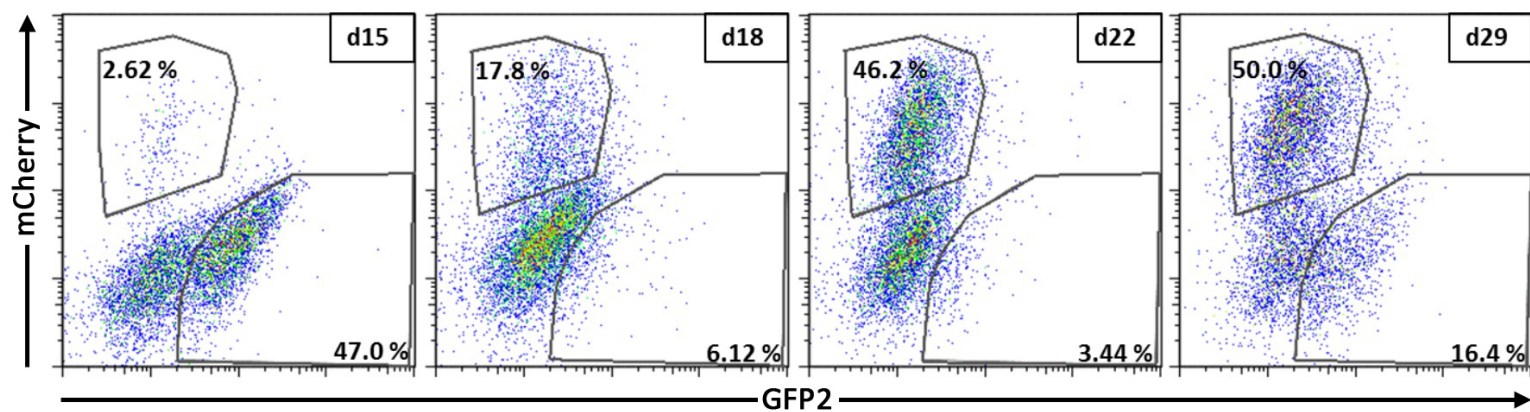 mCherry
d15
2.62 %
47.0 %
d18
17.8 %
6.12 %
d22
46.2 %
3.44 %
d29
50.0 %
16.4 %
GFP2